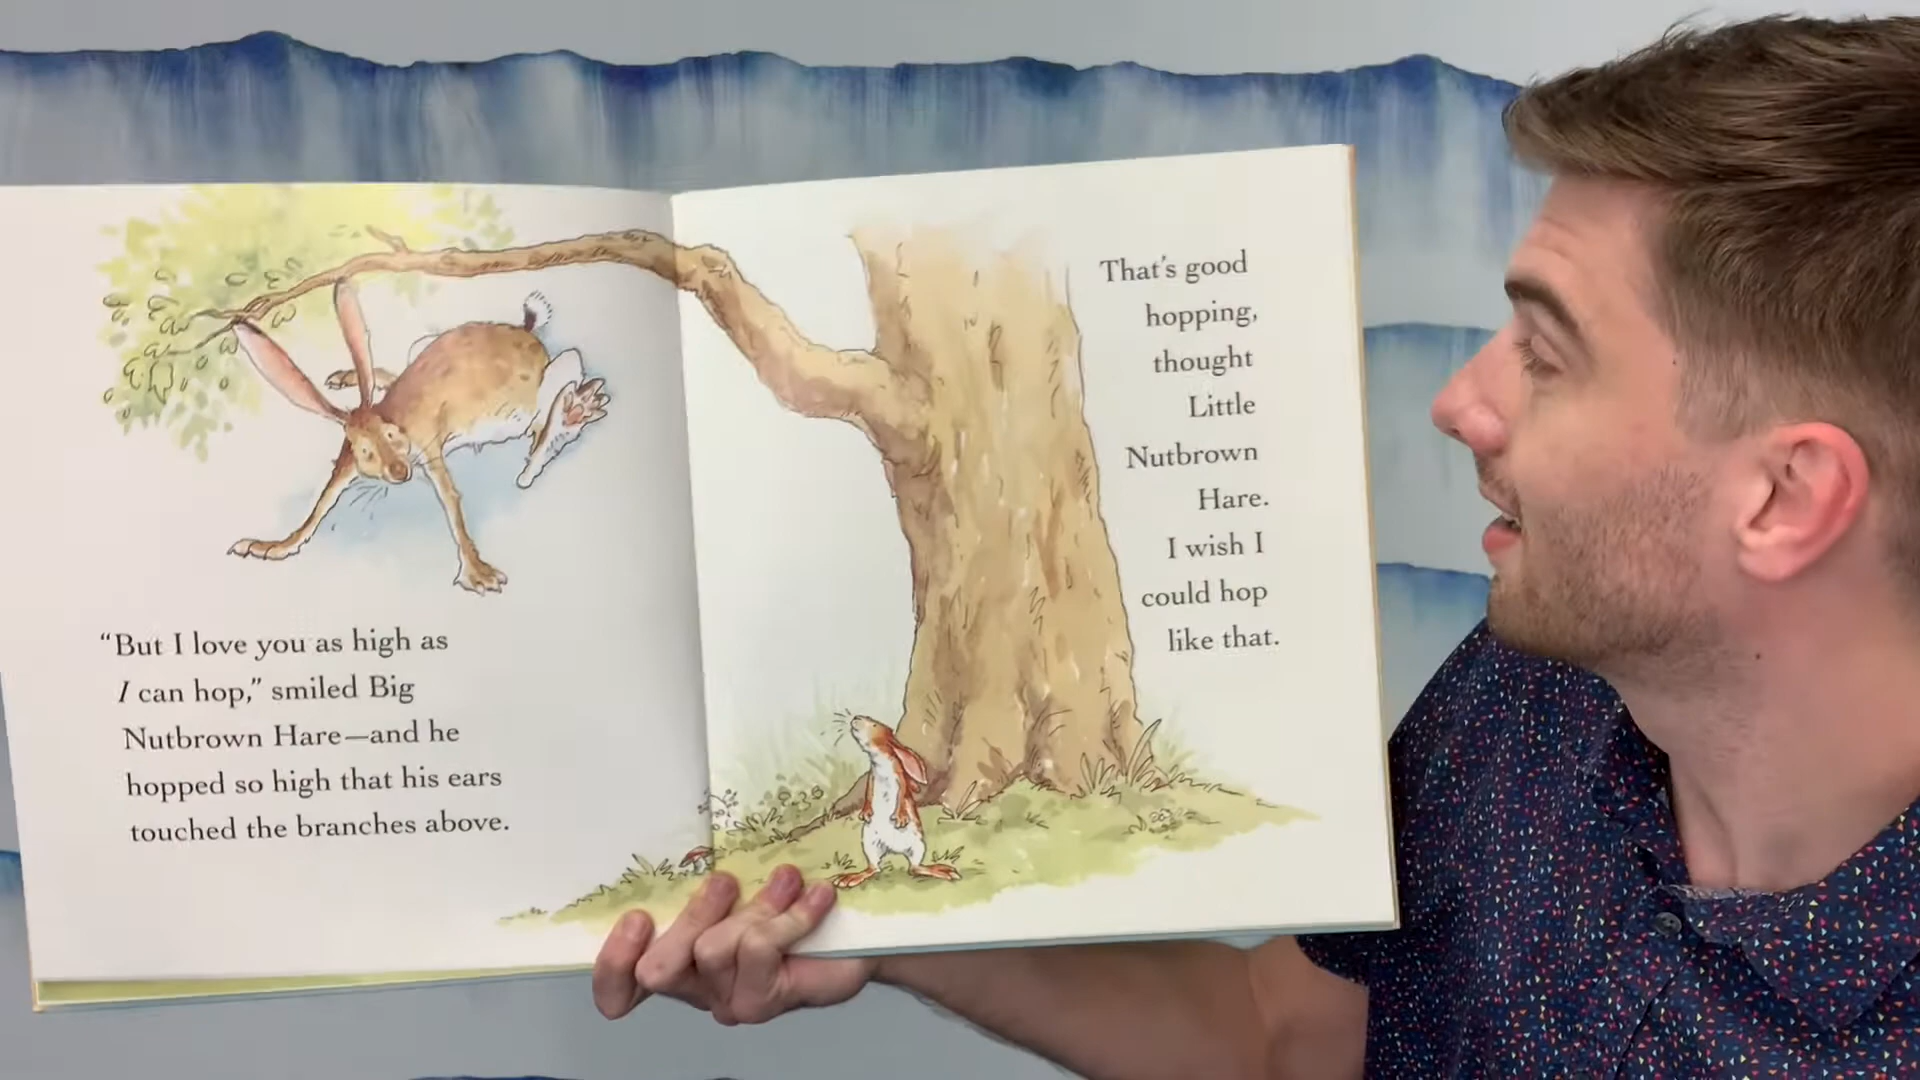 “But I love you as high as
I can hop,” smiled Big
Nutbrown Hare—and he
hopped so high that his ears
touched the branches above.
That’s good
hopping,
thought
Little
Nutbrown
Hare.
I wish I
could hop
like that.